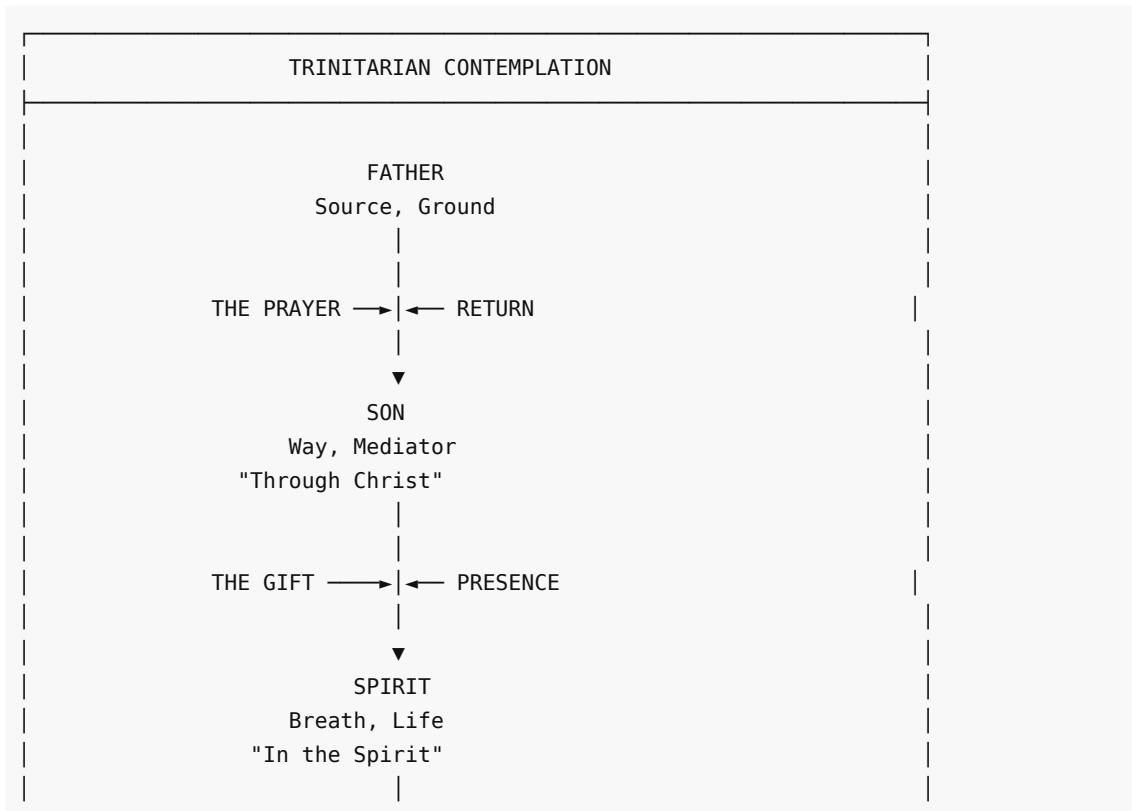 TRINITARIAN CONTEMPLATION
FATHER
Source, Ground
THE PRAYER ──►│◄── RETURN
▼
SON
Way, Mediator
"Through Christ"
THE GIFT ────►│◄── PRESENCE
▼
SPIRIT
Breath, Life
"In the Spirit"